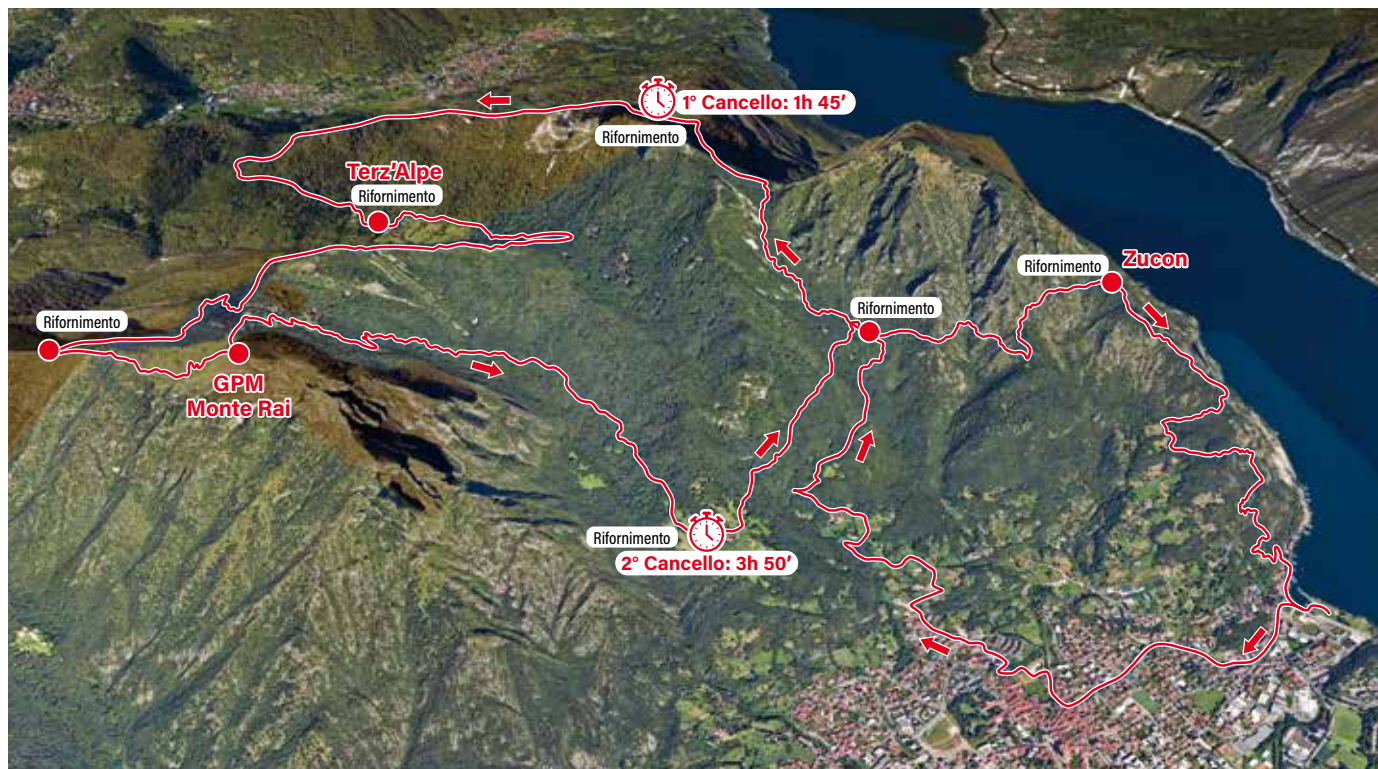 1° Cancello: 1h 45’
Rifornimento
Terz’Alpe
Rifornimento
Rifornimento
Zucon
Rifornimento
Rifornimento
GPM
Monte Rai
Rifornimento
2° Cancello: 3h 50’